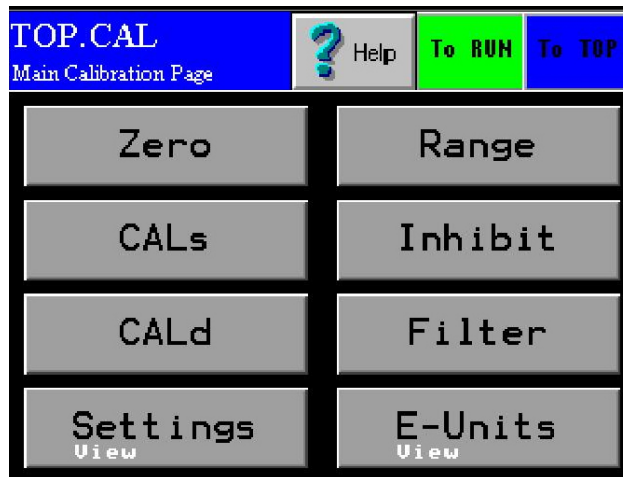 TOP.CAL
Main Calibration Page
? Help
To RUN
To TOP
Zero
Range
CALs
Inhibit
CALd
Filter
Settings
View
E-Units
View